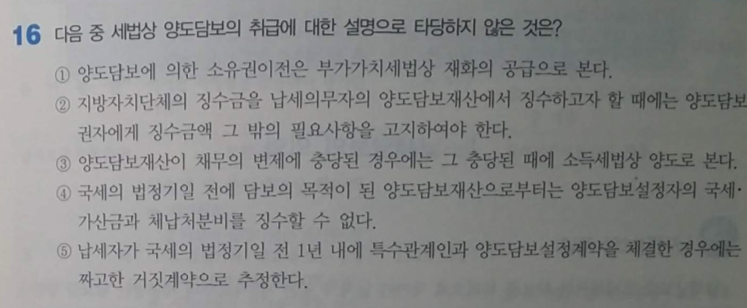 16 다음 중 세법상 양도담보의 취급에 대한 설명으로 타당하지 않은 것은?
① 양도담보에 의한 소유권이전은 부가가치세법상 재화의 공급으로 본다.
② 지방자치단체의 징수금을 납세의무자의 양도담보재산에서 징수하고자 할 때에는 양도담보
권자에게 징수금액 그 밖의 필요사항을 고지하여야 한다.
③ 양도담보재산이 채무의 변제에 충당된 경우에는 그 충당된 때에 소득세법상 양도로 본다.
④ 국세의 법정기일 전에 담보의 목적이 된 양도담보재산으로부터는 양도담보설정자의 국세·
가산금과 체납처분비를 징수할 수 없다.
⑤ 납세자가 국세의 법정기일 전 1년 내에 특수관계인과 양도담보설정계약을 체결한 경우에는
짜고한 거짓계약으로 추정한다.